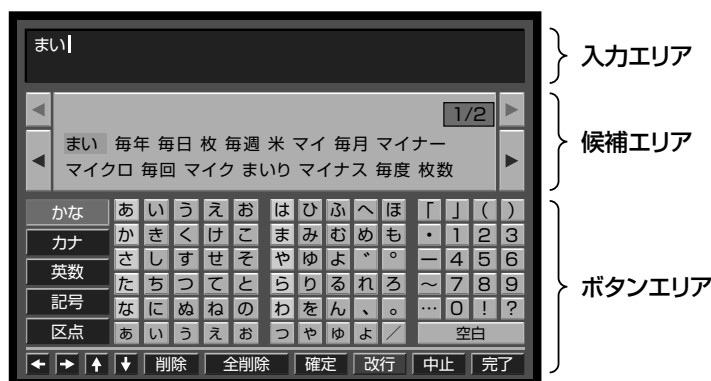 まい
入力エリア
1/2
まい 毎年 毎日 枚 毎週 米 マイ 毎月 マイナー
マイクロ 毎回 マイク まいり マイナス 毎度 枚数
候補エリア
かな あ い う え お は ひ ふ へ ほ 「 」 ( )
カナ か き く け こ ま み む め も ・ 1 2 3
英数 さ し す せ そ や ゆ よ ゛ ゜ ー 4 5 6
記号 た ち つ て と ら り る れ ろ ~ 7 8 9
区点 な に ぬ ね の わ を ん 、 。 … 0 ! ?
ぁ ぃ ぅ ぇ ぉ っ ゃ ゅ ょ / 空白
ボタンエリア
← → ↑ ↓ 削除 全削除 確定 改行 中止 完了